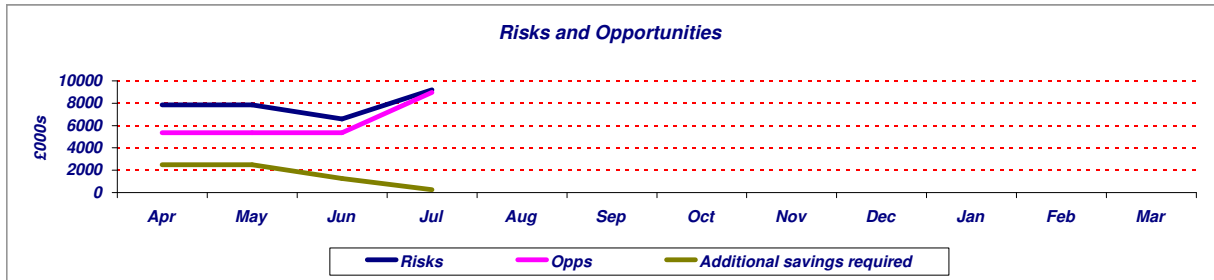 Risks and Opportunities
£000s
10000
8000
6000
4000
2000
0
Apr May Jun Jul Aug Sep Oct Nov Dec Jan Feb Mar
Risks Opps Additional savings required